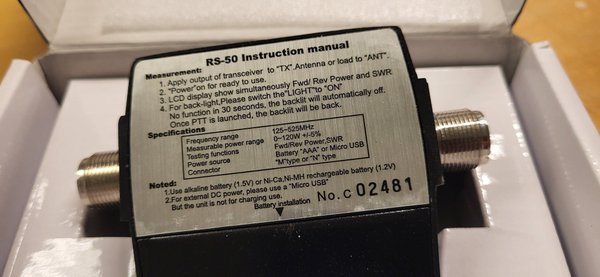 RS-50 Instruction manual
Measurement:
1. Apply output of transceiver to "TX".Antenna or load to "ANT".
2. "Power"on for ready to use.
3. LCD display show simultaneously Fwd/ Rev Power and SWR
4. For back-light,Please switch the"LIGHT"to "ON"
No function in 30 seconds, the backlit will automatically off.
Once PTT is launched, the backlit will be back.
Specifications
Frequency range 125~525MHz
Measurable power range 0~120W +/-5%
Testing functions Fwd/Rev Power,SWR
Power source Battery "AAA" or Micro USB
Connector "M"type or "N" type
Noted:
1.Use alkaline battery (1.5V) or Ni-Ca,Ni-MH rechargeable battery (1.2V)
2.For external DC power, please use a "Micro USB"
But the unit is not for charging use.
Battery installation
No.C 02481